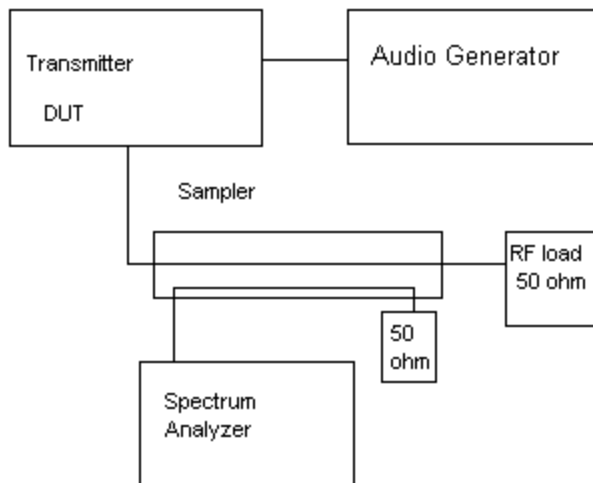 Transmitter
DUT
Audio Generator
Sampler
RF load
50 ohm
50
ohm
Spectrum
Analyzer